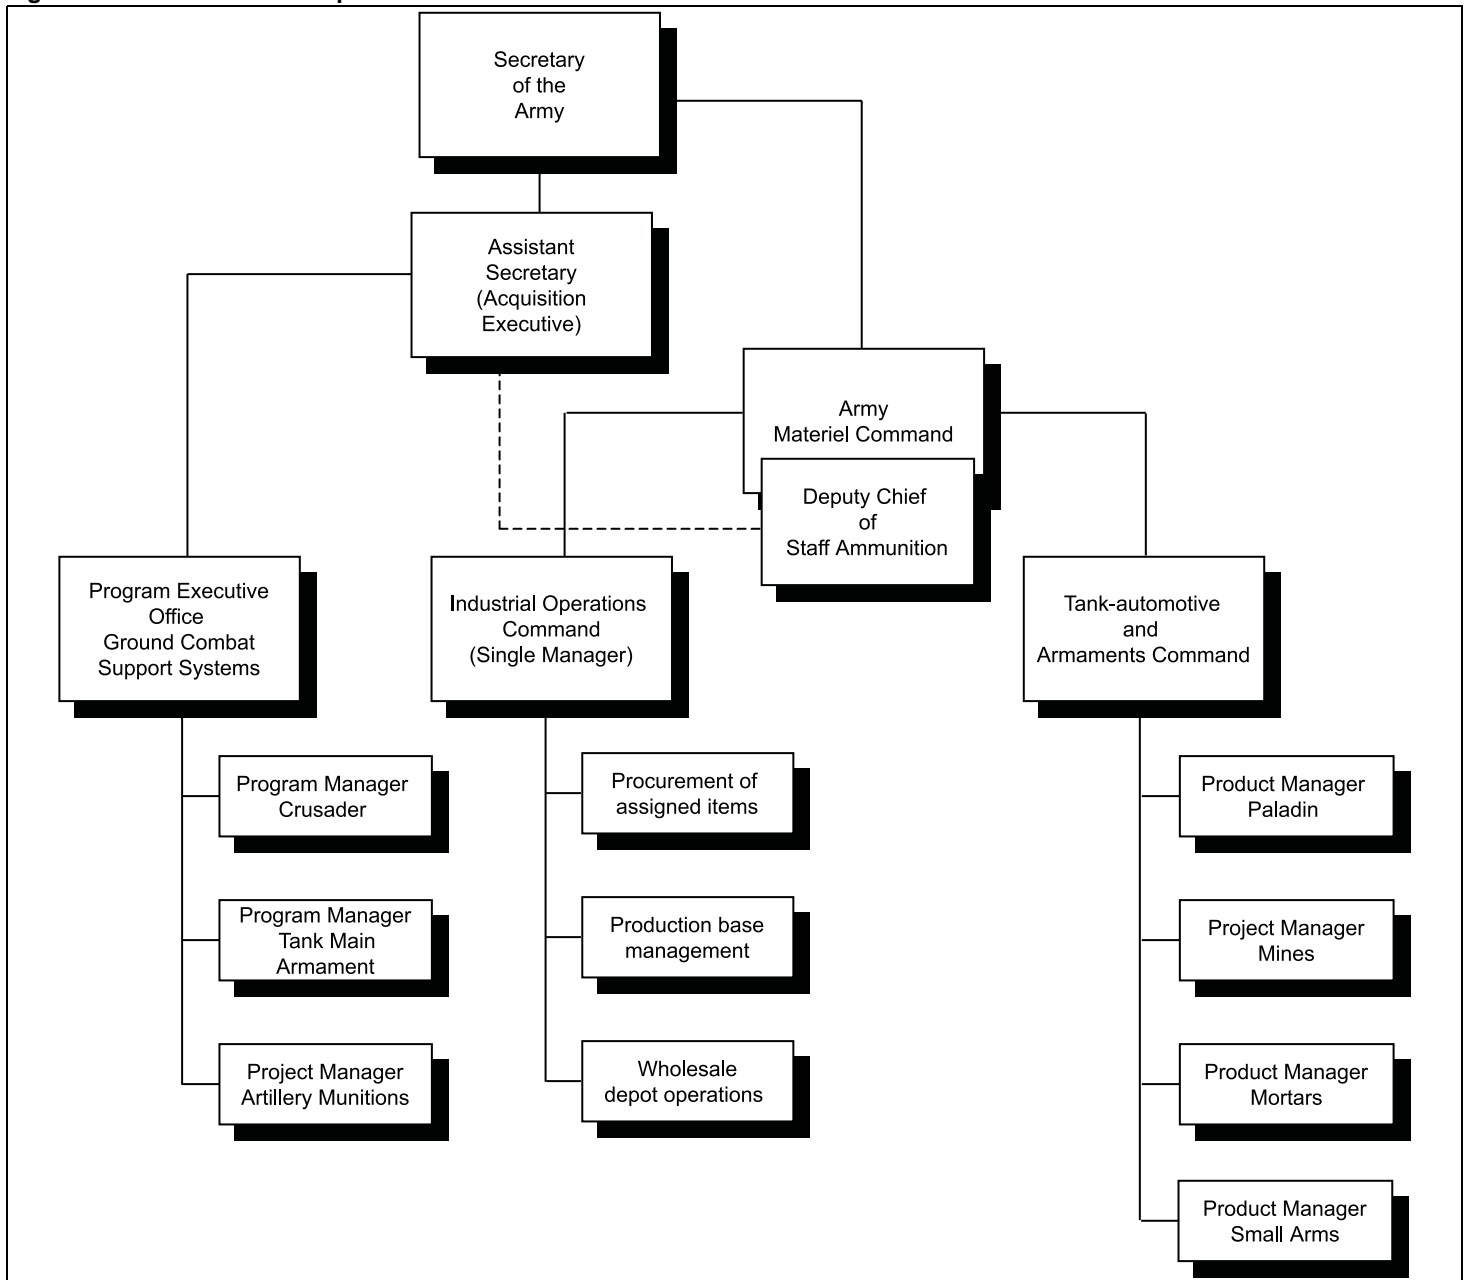 Secretary
of the
Army
Assistant
Secretary
(Acquisition
Executive)
Army
Materiel Command
Deputy Chief
of
Staff Ammunition
Program Executive
Office
Ground Combat
Support Systems
Industrial Operations
Command
(Single Manager)
Tank-automotive
and
Armaments Command
Program Manager
Crusader
Procurement of
assigned items
Product Manager
Paladin
Program Manager
Tank Main
Armament
Production base
management
Project Manager
Mines
Project Manager
Artillery Munitions
Wholesale
depot operations
Product Manager
Mortars
Product Manager
Small Arms